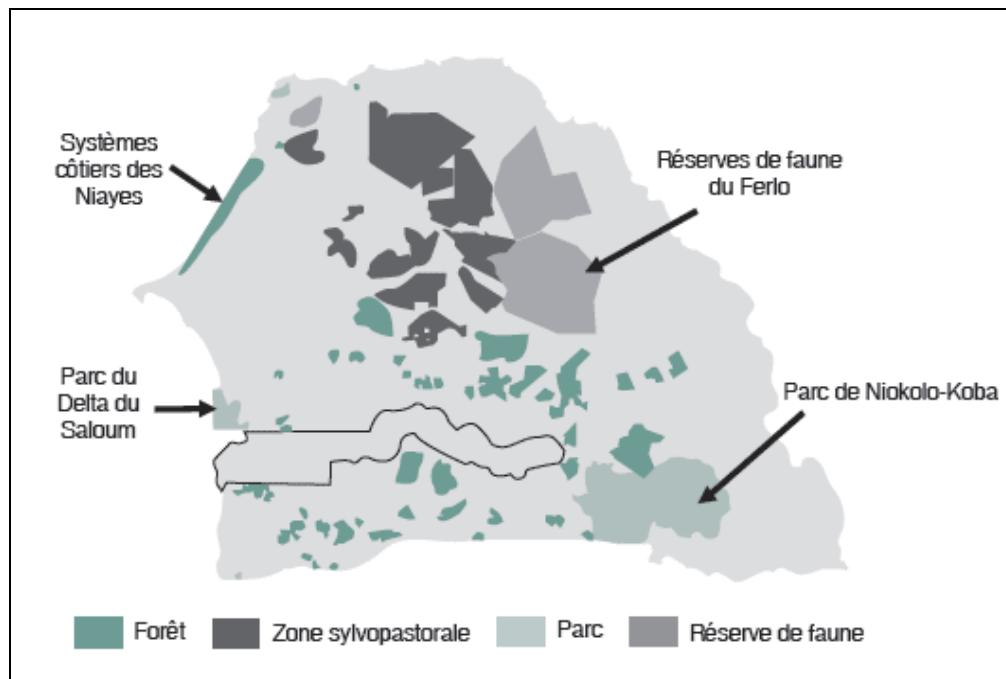 Systèmes
côtiers des
Niayes
Réserves de faune
du Ferlo
Parc du
Delta du
Saloum
Parc de Niokolo-Koba
Forêt
Zone sylvopastorale
Parc
Réserve de faune